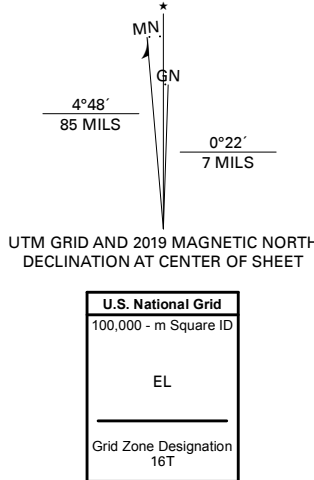 MN
GN
4°48´
85 MILS
0°22´
7 MILS
UTM GRID AND 2019 MAGNETIC NORTH
DECLINATION AT CENTER OF SHEET
U.S. National Grid
100,000 - m Square ID
EL
Grid Zone Designation
16T